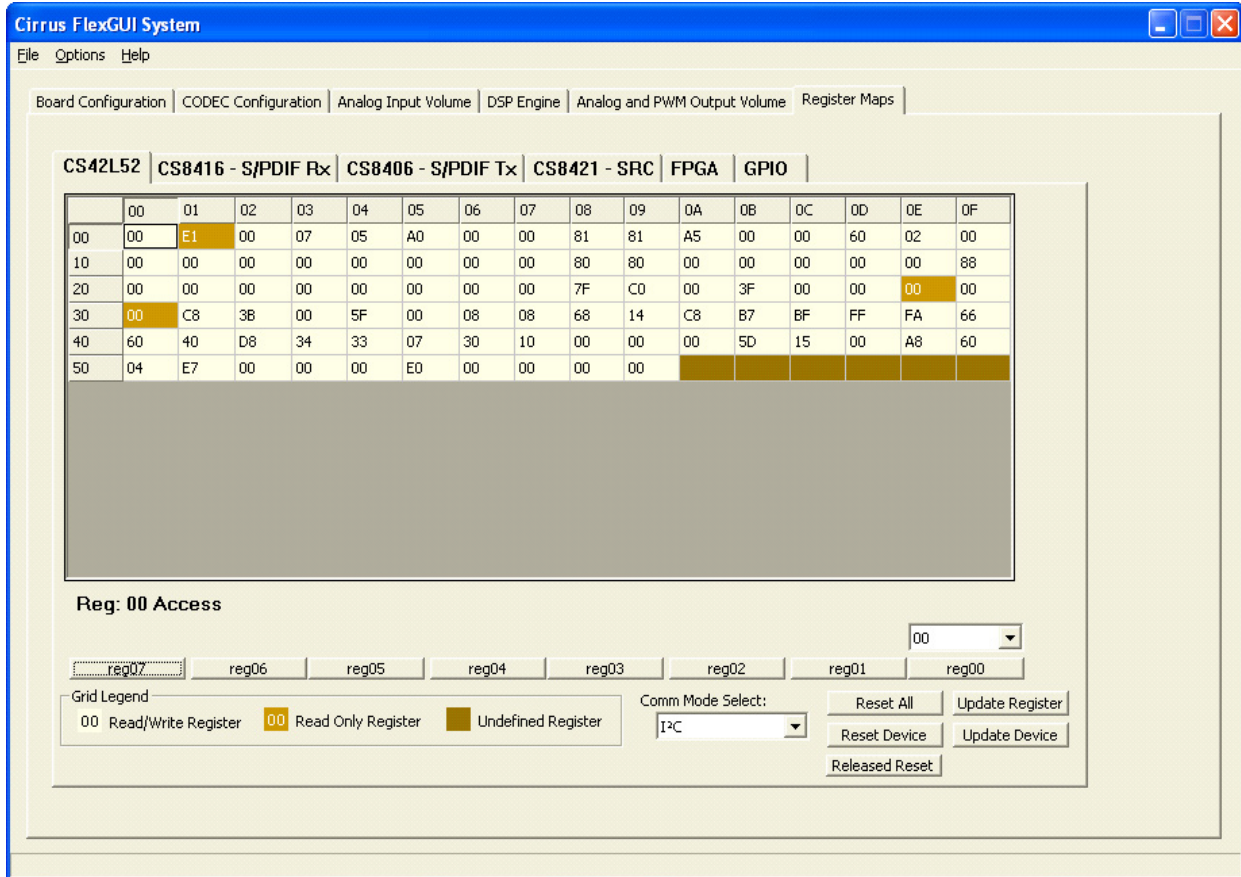 Cirrus FlexGUI System
File Options Help
Board Configuration CODEC Configuration Analog Input Volume DSP Engine Analog and PWM Output Volume Register Maps
CS42L52 CS8416 - S/PDIF Rx CS8406 - S/PDIF Tx CS8421 - SRC FPGA GPIO
00 01 02 03 04 05 06 07 08 09 0A 0B 0C 0D 0E 0F
00 00 E1 00 07 05 A0 00 00 81 81 A5 00 00 60 02 00
10 00 00 00 00 00 00 00 00 80 80 00 00 00 00 00 88
20 00 00 00 00 00 00 00 00 7F C0 00 3F 00 00 00 00
30 00 C8 3B 00 5F 00 08 08 68 14 C8 B7 BF FF FA 66
40 60 40 D8 34 33 07 30 10 00 00 00 5D 15 00 A8 60
50 04 E7 00 00 00 E0 00 00 00 00
Reg: 00 Access
00
reg07 reg06 reg05 reg04 reg03 reg02 reg01 reg00
Grid Legend
00 Read/Write Register 00 Read Only Register Undefined Register
Comm Mode Select:
I²C
Reset All Update Register
Reset Device Update Device
Released Reset